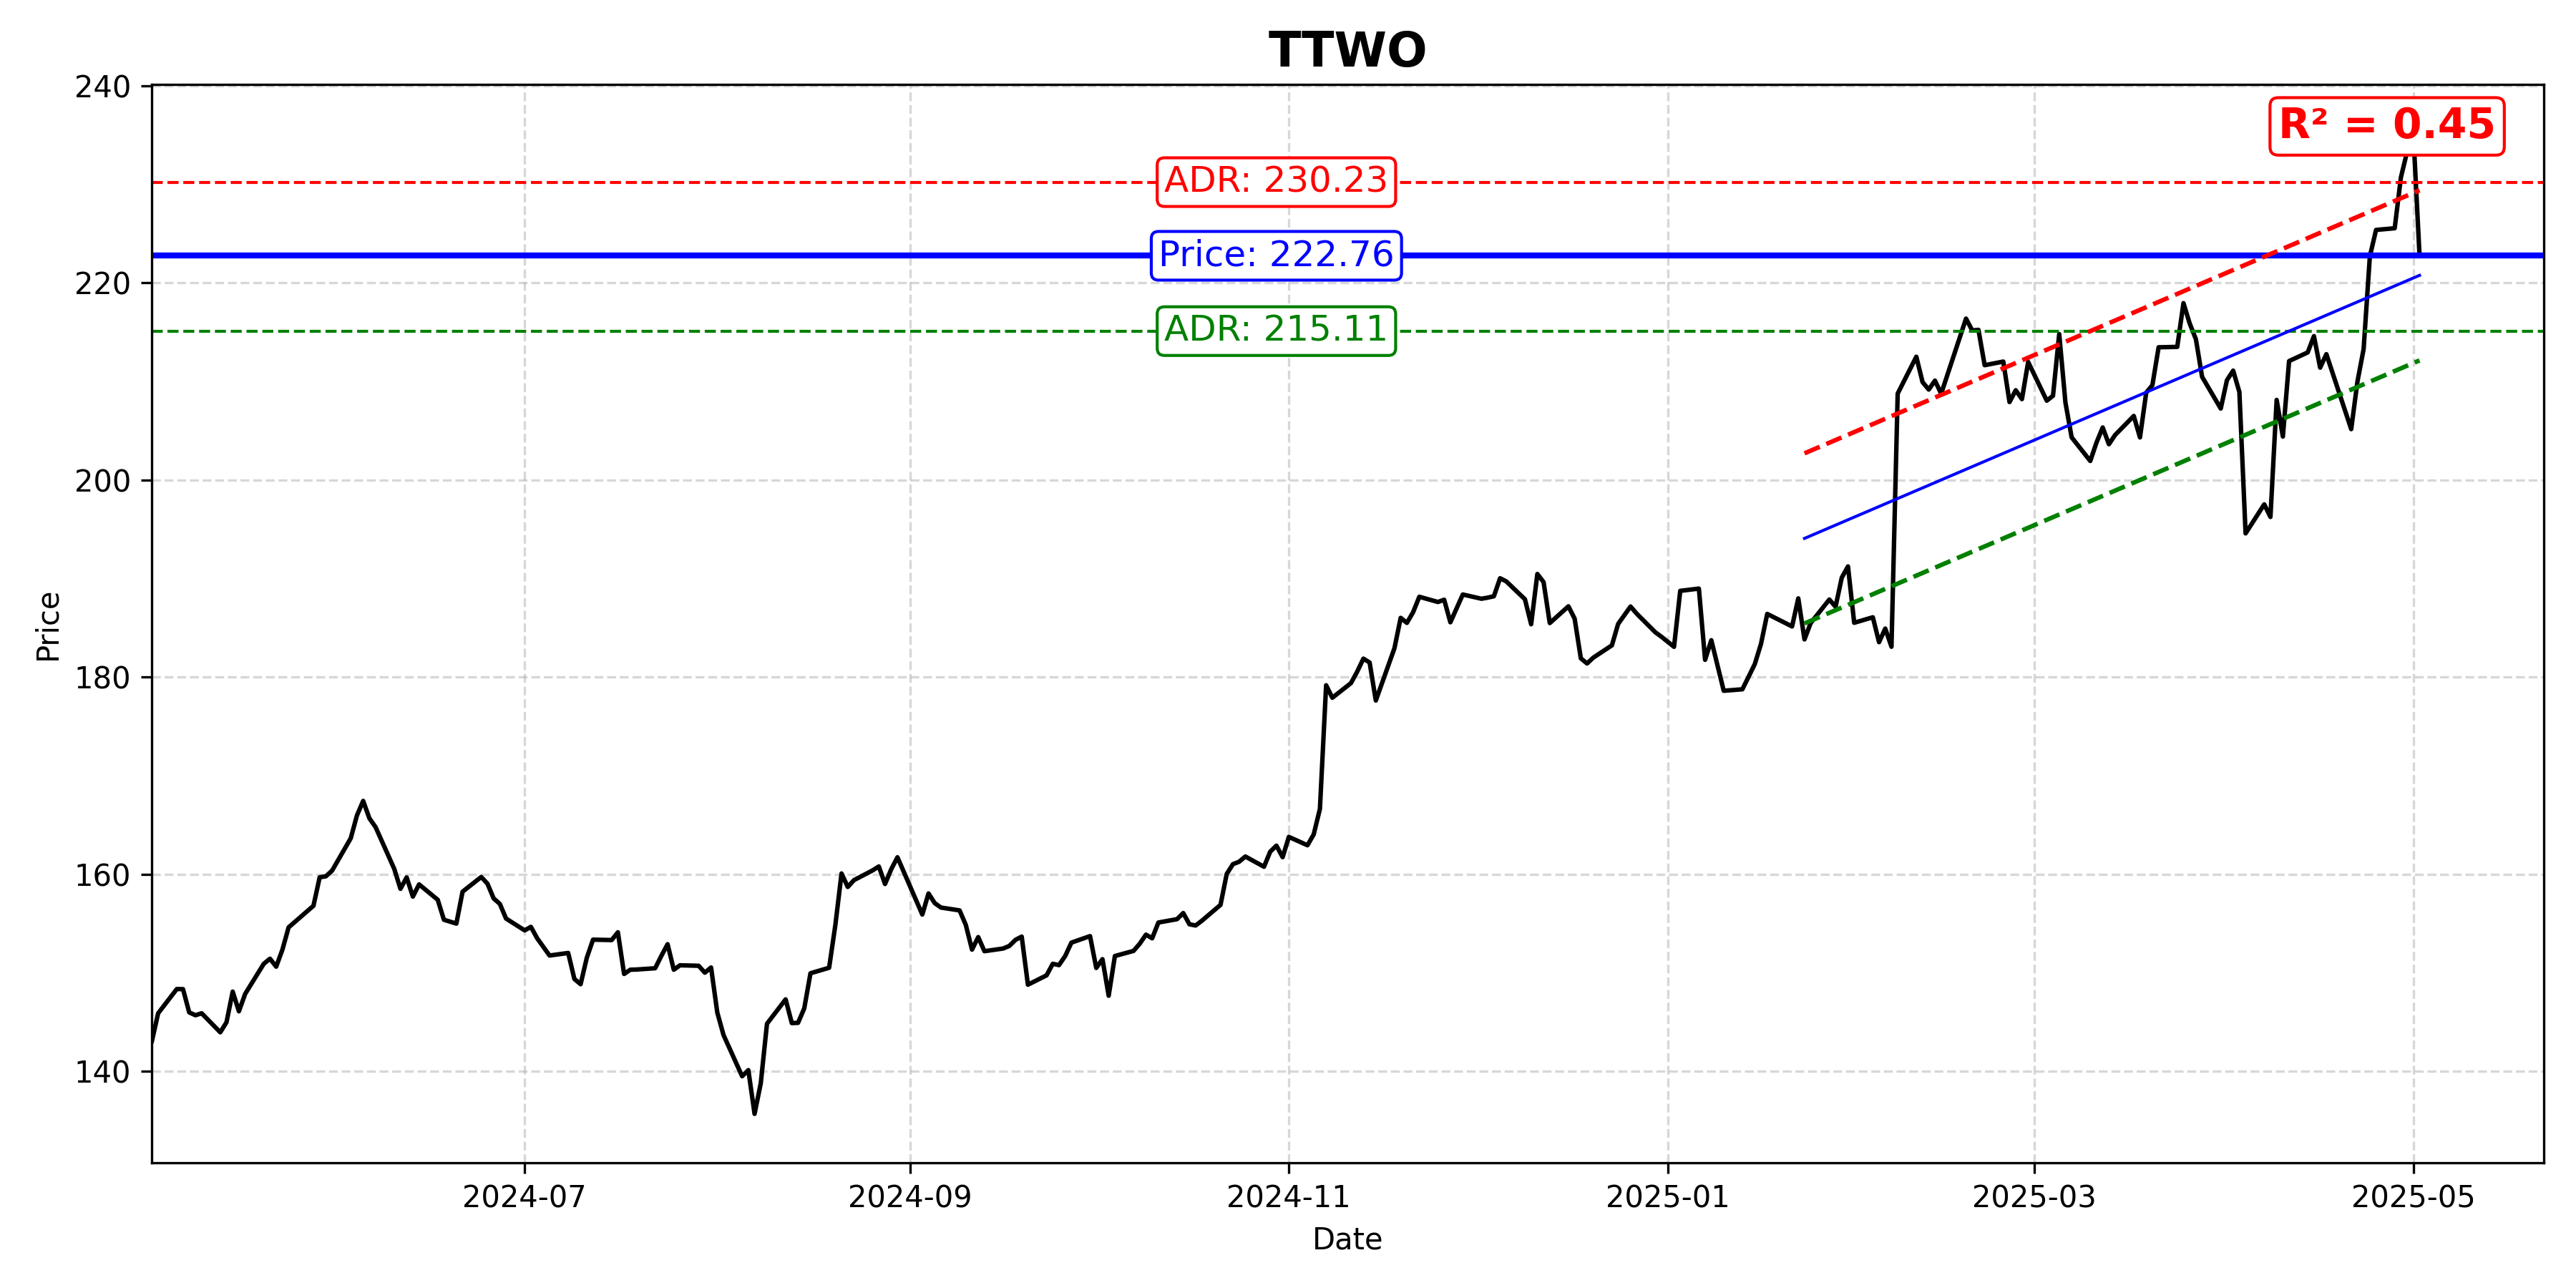 TTWO
240
220
200
180
160
140
Price
R² = 0.45
ADR: 230.23
Price: 222.76
ADR: 215.11
2024-07
2024-09
2024-11
2025-01
2025-03
2025-05
Date